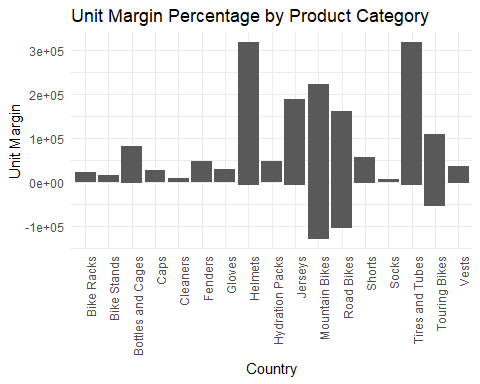 Unit Margin Percentage by Product Category
Unit Margin
3e+05
2e+05
1e+05
0e+00
-1e+05
Bike Racks
Bike Stands
Bottles and Cages
Caps
Cleaners
Fenders
Gloves
Helmets
Hydration Packs
Jerseys
Mountain Bikes
Road Bikes
Shorts
Socks
Tires and Tubes
Touring Bikes
Vests
Country